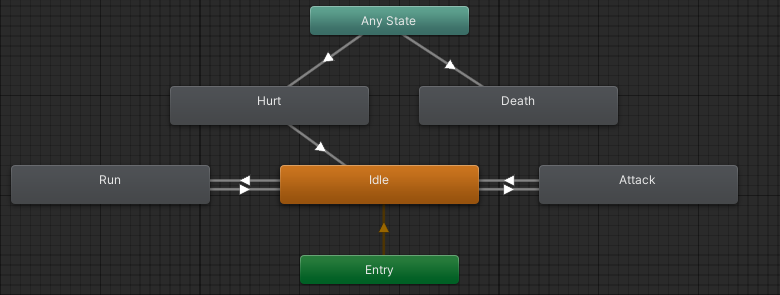 Any State
Hurt
Death
Run
Idle
Attack
Entry